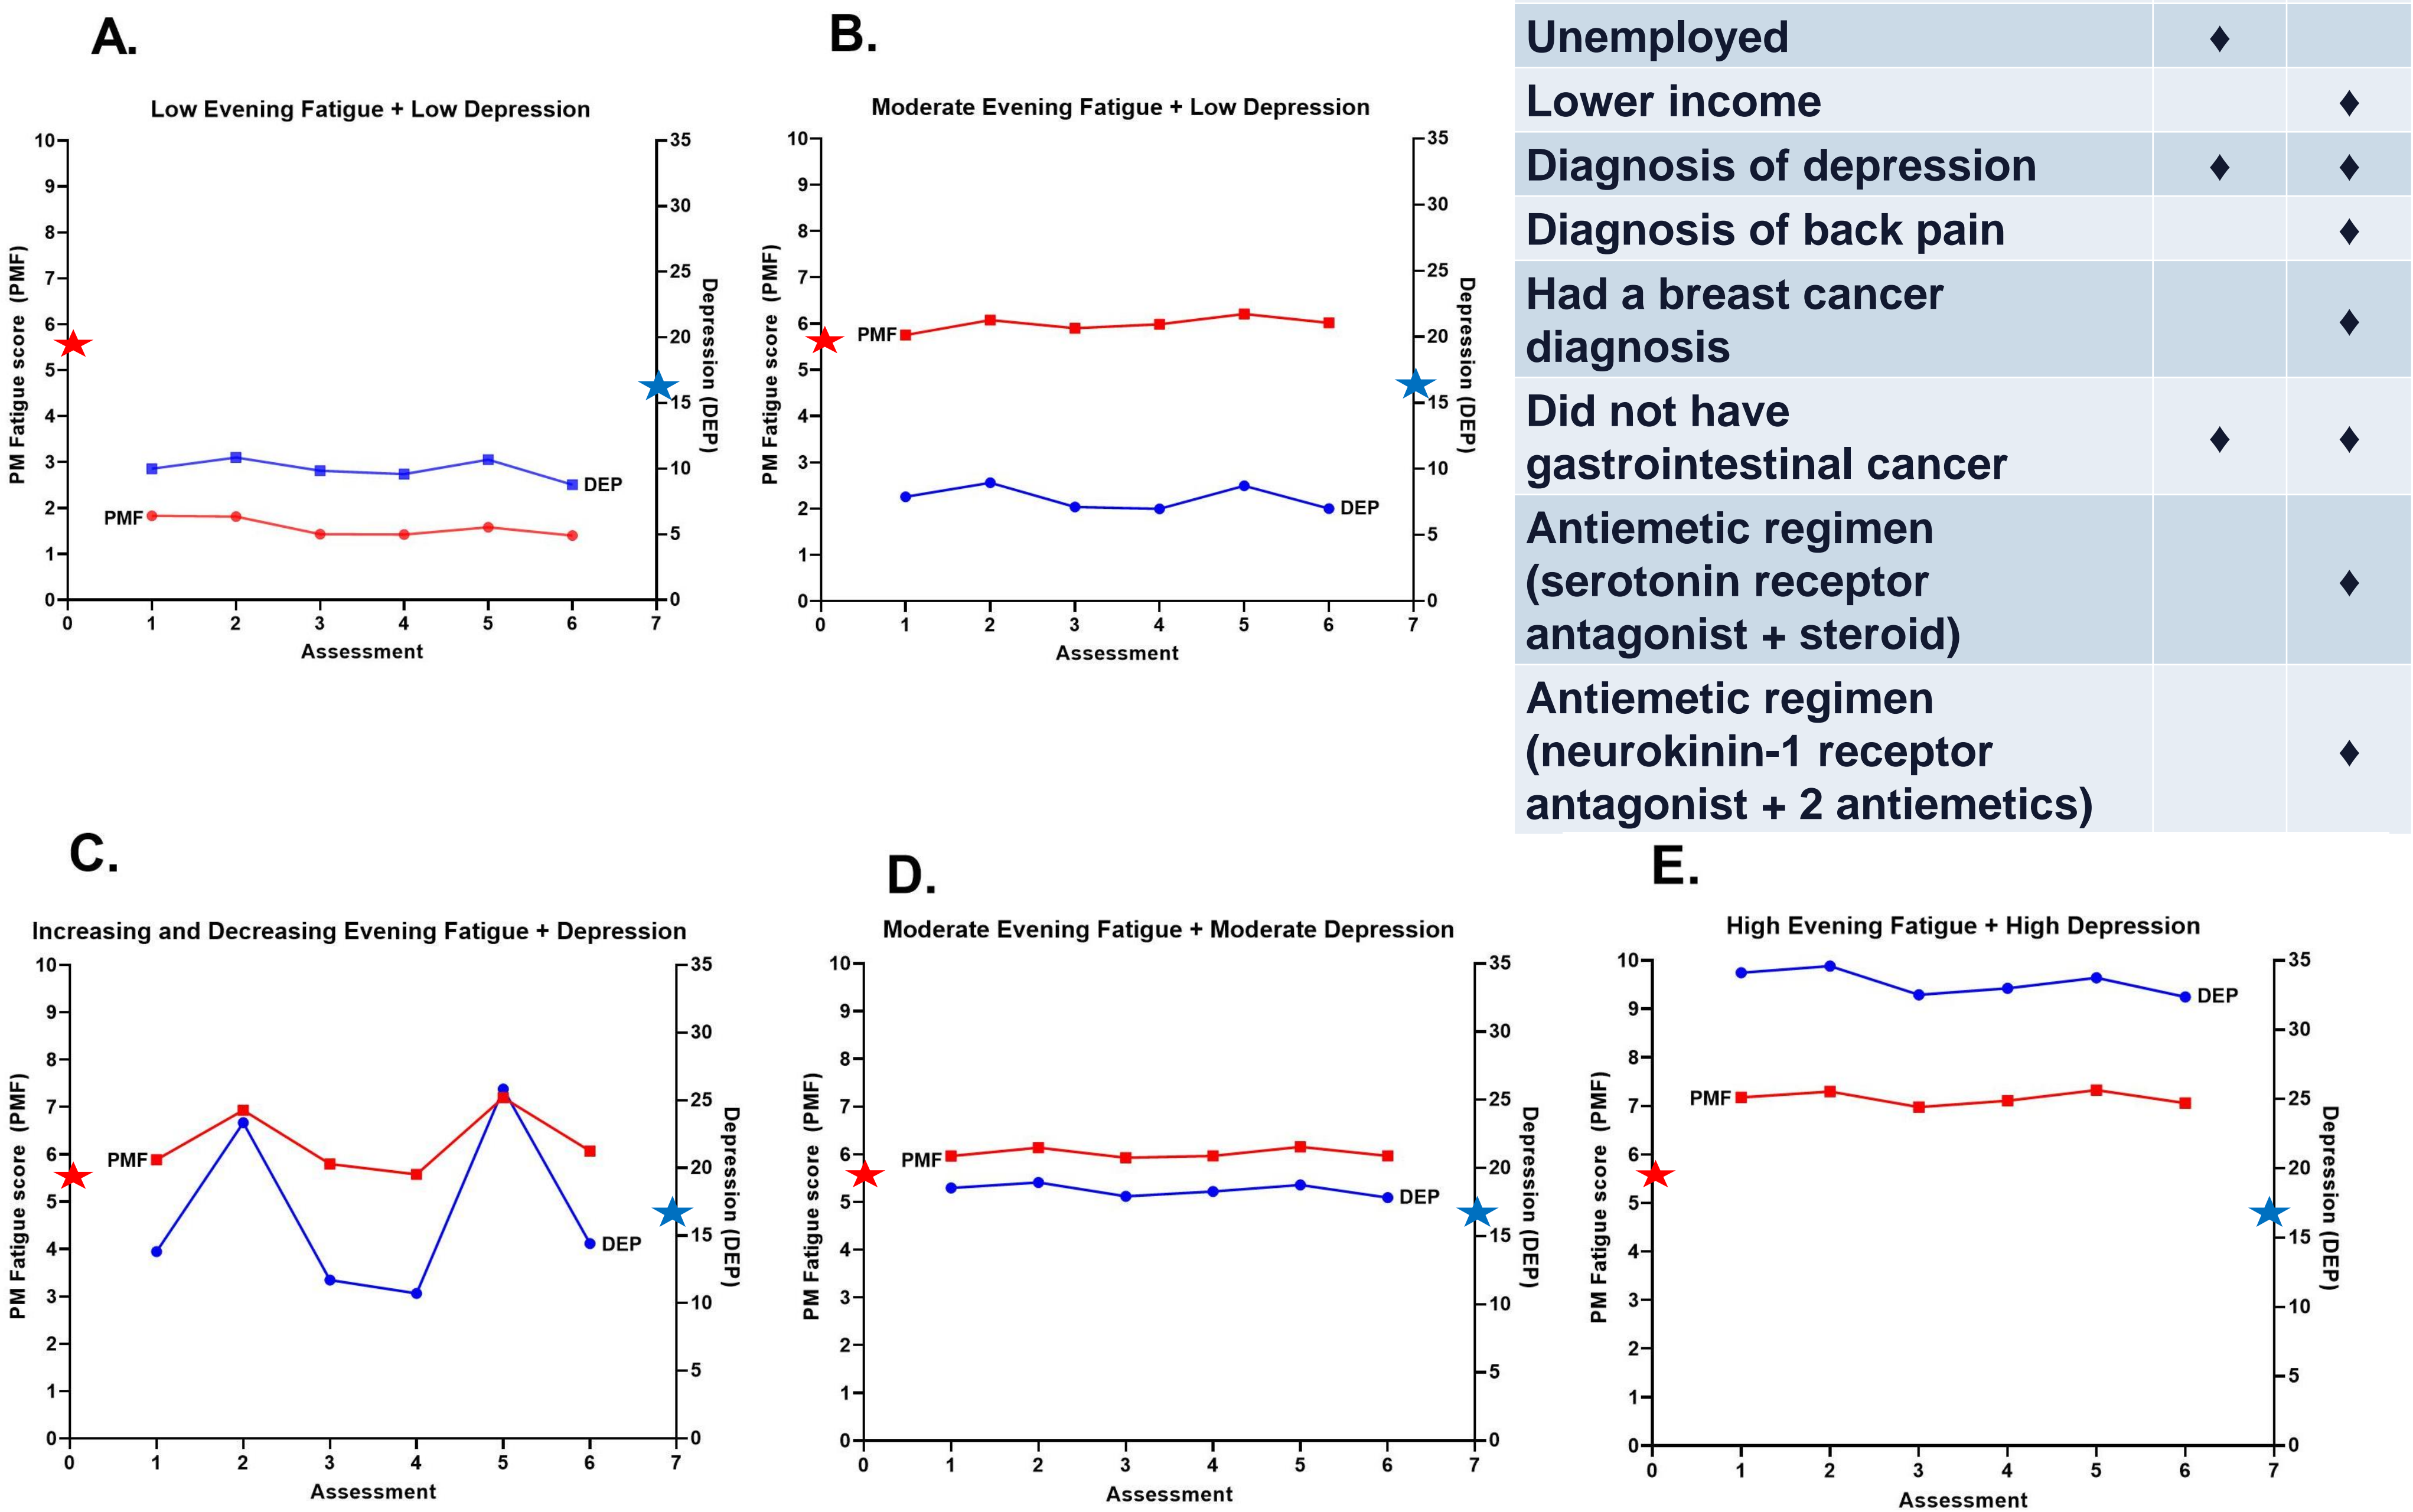 A.
Low Evening Fatigue + Low Depression
10
9
8
7
6
5
4
3
2
1
0
PM Fatigue score (PMF)
35
30
25
20
15
10
5
0
Depression (DEP)
DEP
PMF
0 1 2 3 4 5 6 7
Assessment
B.
Moderate Evening Fatigue + Low Depression
10
9
8
7
6
5
4
3
2
1
0
PM Fatigue score (PMF)
35
30
25
20
15
10
5
0
Depression (DEP)
PMF
DEP
0 1 2 3 4 5 6 7
Assessment
Unemployed ♦
Lower income ♦
Diagnosis of depression ♦ ♦
Diagnosis of back pain ♦
Had a breast cancer
diagnosis ♦
Did not have
gastrointestinal cancer ♦ ♦
Antiemetic regimen
(serotonin receptor ♦
antagonist + steroid)
Antiemetic regimen
(neurokinin-1 receptor ♦
antagonist + 2 antiemetics)
C.
Increasing and Decreasing Evening Fatigue + Depression
10
9
8
7
6
5
4
3
2
1
0
PM Fatigue score (PMF)
35
30
25
20
15
10
5
0
Depression (DEP)
PMF
DEP
0 1 2 3 4 5 6 7
Assessment
D.
Moderate Evening Fatigue + Moderate Depression
10
9
8
7
6
5
4
3
2
1
0
PM Fatigue score (PMF)
35
30
25
20
15
10
5
0
Depression (DEP)
PMF
DEP
0 1 2 3 4 5 6 7
Assessment
E.
High Evening Fatigue + High Depression
10
9
8
7
6
5
4
3
2
1
0
PM Fatigue score (PMF)
35
30
25
20
15
10
5
0
Depression (DEP)
DEP
PMF
0 1 2 3 4 5 6 7
Assessment